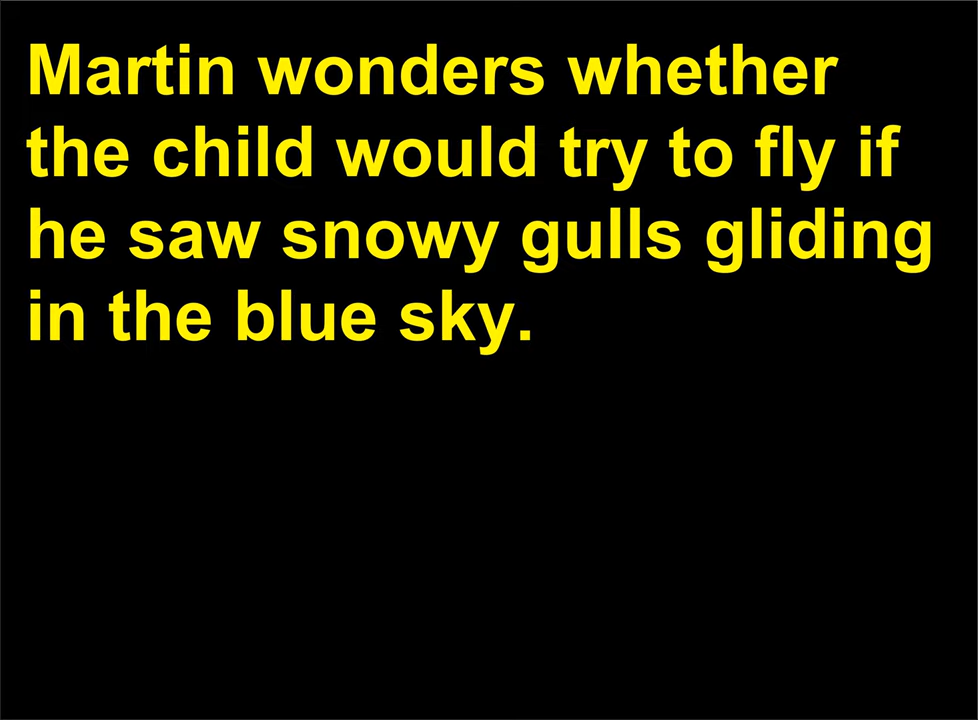 Martin wonders whether
the child would try to fly if
he saw snowy gulls gliding
in the blue sky.